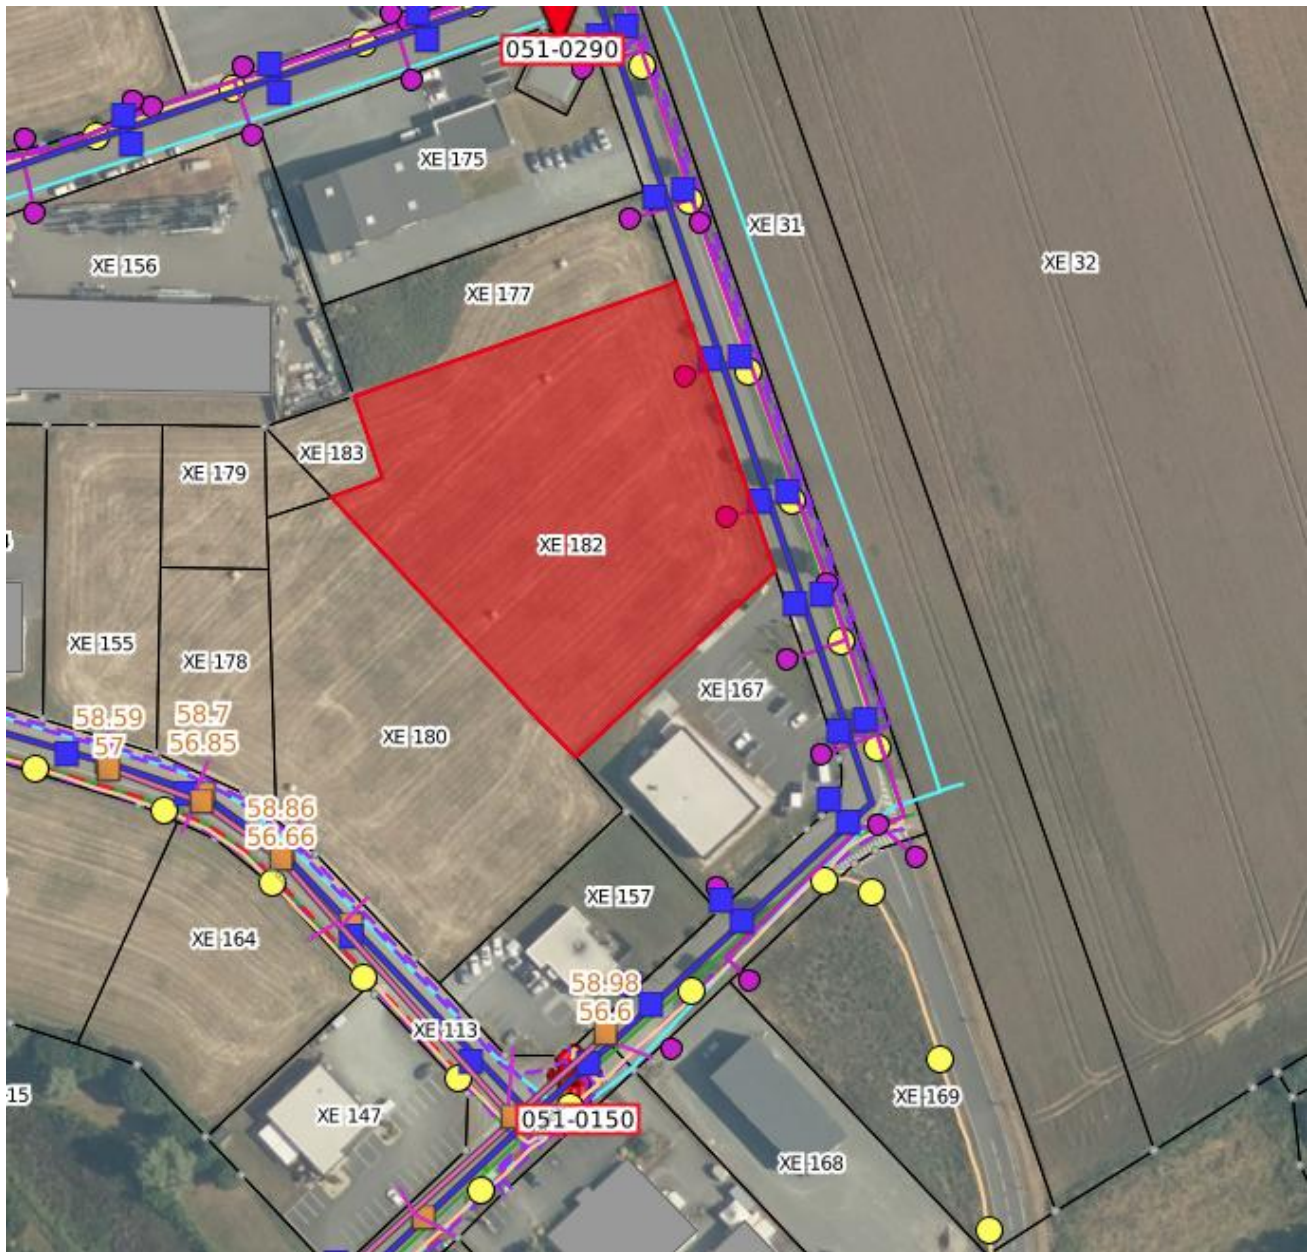 051-0290
XE 175
XE 31
XE 156
XE 32
XE 177
XE 183
XE 179
XE 182
XE 155
XE 178
XE 167
58.59
57
58.7
56.85
XE 180
58.86
56.66
XE 157
XE 164
58.98
56.6
XE 113
15
XE 147
051-0150
XE 169
XE 168